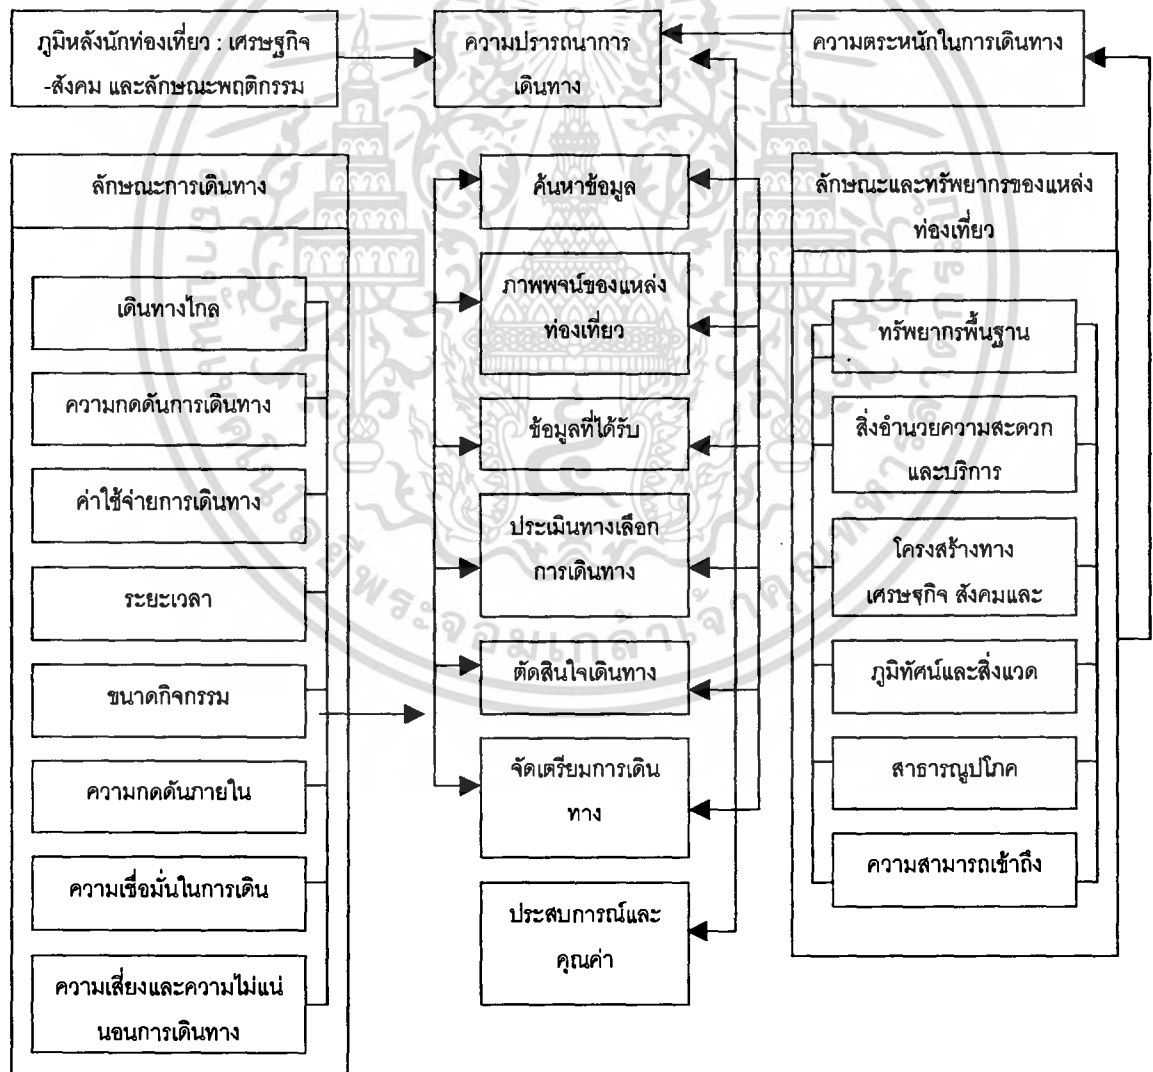 ภูมิหลังนักท่องเที่ยว : เศรษฐกิจ
-สังคม และลักษณะพฤติกรรม
ความปรารถนาการ
เดินทาง
ความตระหนักในการเดินทาง
ลักษณะการเดินทาง
เดินทางไกล
ความกดดันการเดินทาง
ค่าใช้จ่ายการเดินทาง
ระยะเวลา
ขนาดกิจกรรม
ความกดดันภายใน
ความเชื่อมั่นในการเดิน
ความเสี่ยงและความไม่แน่
นอนการเดินทาง
ค้นหาข้อมูล
ภาพพจน์ของแหล่ง
ท่องเที่ยว
ข้อมูลที่ได้รับ
ประเมินทางเลือก
การเดินทาง
ตัดสินใจเดินทาง
จัดเตรียมการเดิน
ทาง
ประสบการณ์และ
คุณค่า
ลักษณะและทรัพยากรของแหล่ง
ท่องเที่ยว
ทรัพยากรพื้นฐาน
สิ่งอำนวยความสะดวก
และบริการ
โครงสร้างทาง
เศรษฐกิจ สังคมและ
ภูมิทัศน์และสิ่งแวด
สาธารณูปโภค
ความสามารถเข้าถึง